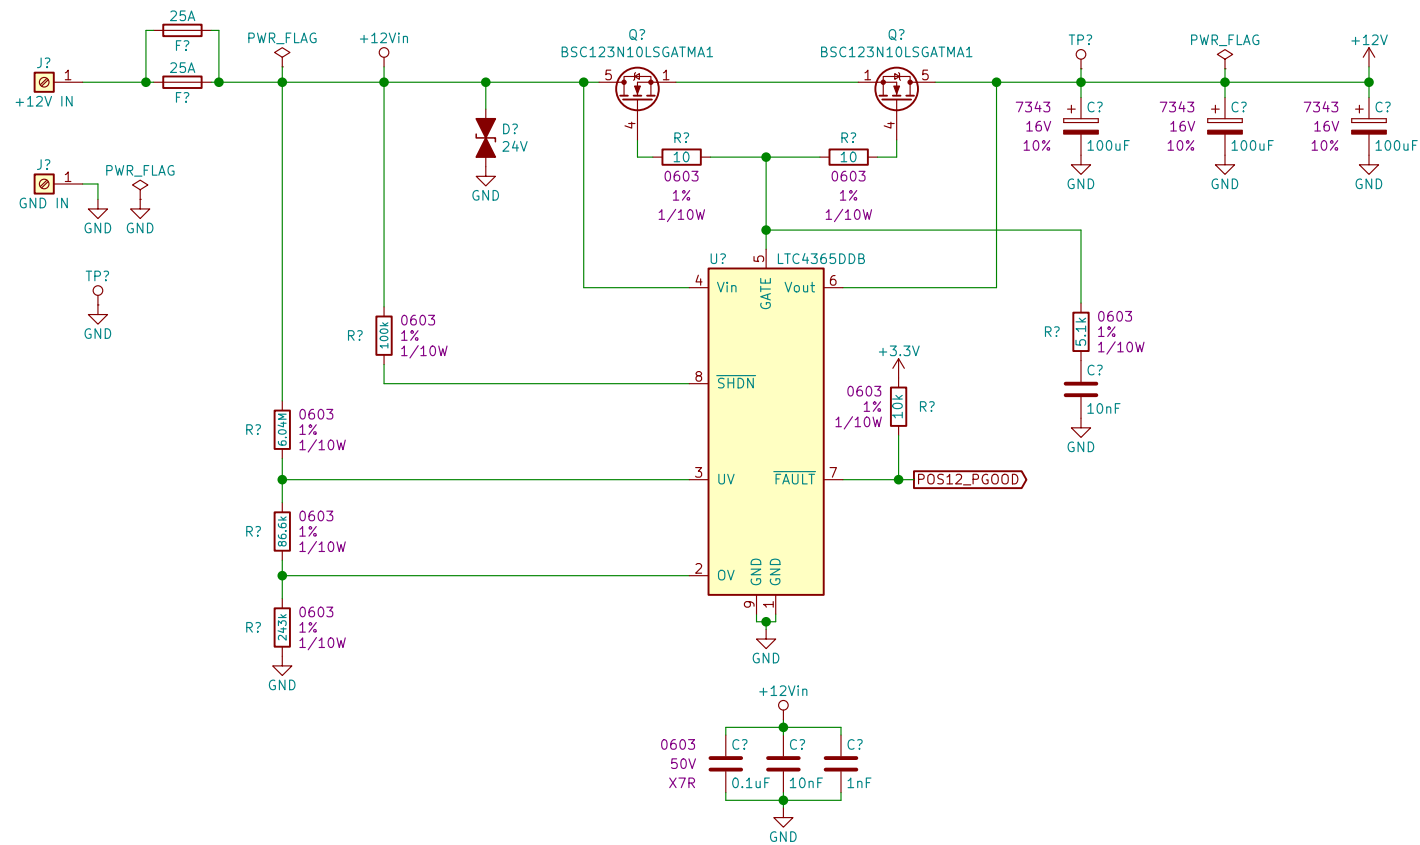 25A
F?
25A
F?
J?
1
+12V IN
PWR_FLAG
+12Vin
Q?
BSC123N10LSGATMA1
5
1
4
Q?
BSC123N10LSGATMA1
1
5
4
TP?
PWR_FLAG
+12V
7343
16V
10%
+
C?
100uF
GND
7343
16V
10%
+
C?
100uF
GND
7343
16V
10%
+
C?
100uF
GND
D?
24V
GND
R?
10
0603
1%
1/10W
R?
10
0603
1%
1/10W
J?
1
GND IN
GND
PWR_FLAG
GND
TP?
GND
U?
LTC4365DDB
5
GATE
4
Vin
Vout
6
8
SHDN
3
UV
FAULT
7
2
OV
GND
GND
9
1
GND
R?
100k
0603
1%
1/10W
R?
5.1k
0603
1%
1/10W
C?
10nF
GND
+3.3V
0603
1%
1/10W
10k
R?
POS12_PGOOD
R?
6.04M
0603
1%
1/10W
R?
86.6k
0603
1%
1/10W
R?
243k
0603
1%
1/10W
GND
+12Vin
0603
50V
X7R
C?
0.1uF
C?
10nF
C?
1nF
GND